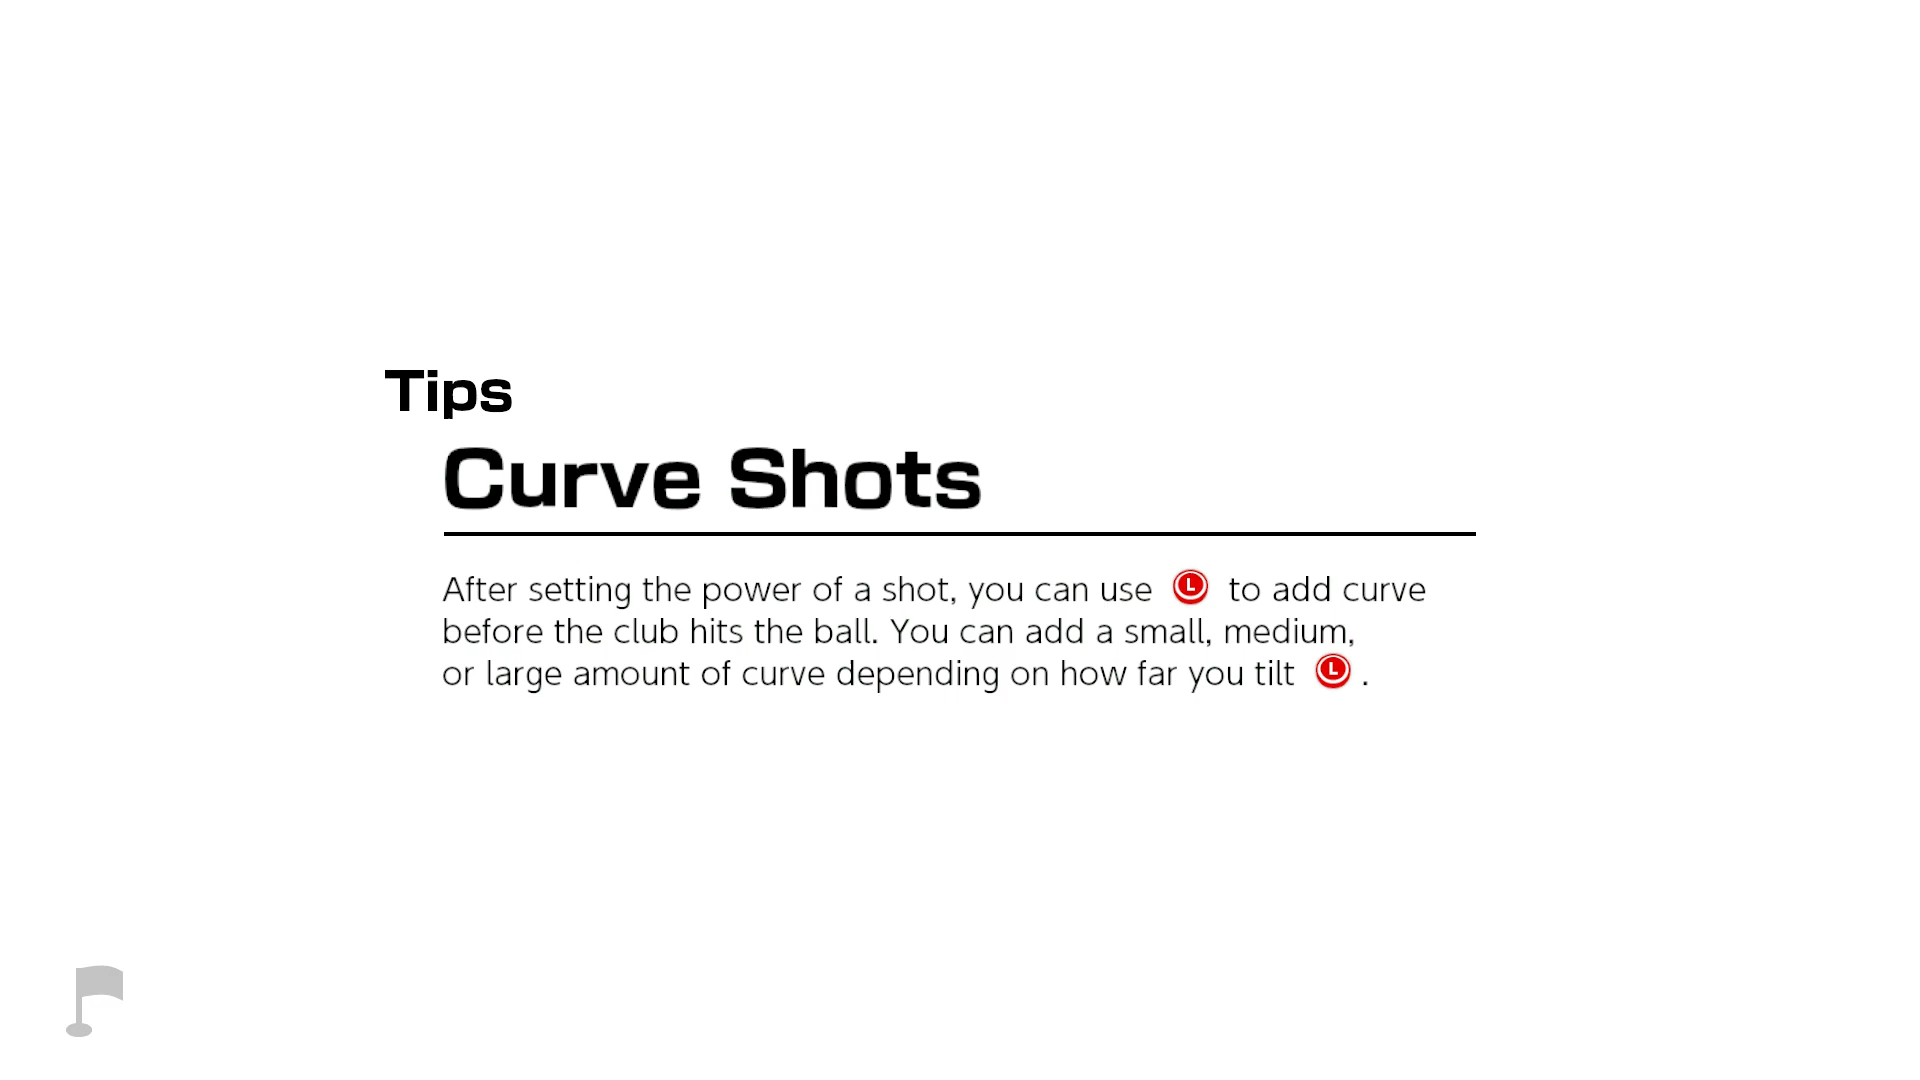 Tips
Curve Shots
After setting the power of a shot, you can use L to add curve
before the club hits the ball. You can add a small, medium,
or large amount of curve depending on how far you tilt L.